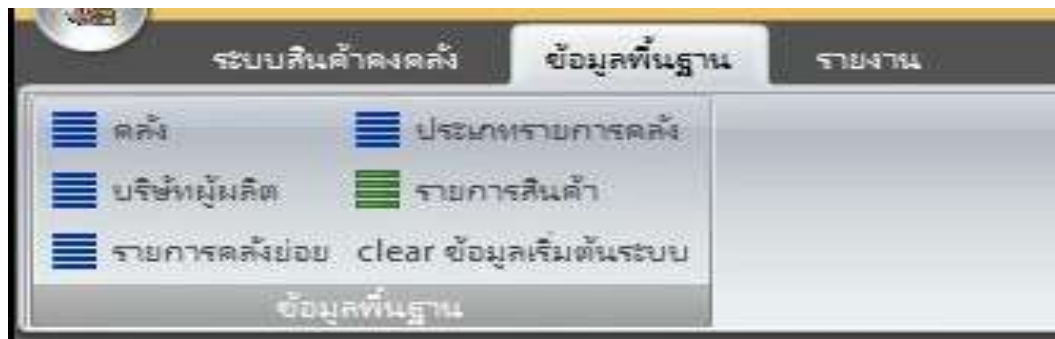 ระบบสินค้าคงคลัง ข้อมูลพื้นฐาน รายงาน
คลัง ประเภทรายการคลัง
บริษัทผู้ผลิต รายการสินค้า
รายการคลังย่อย clear ข้อมูลเริ่มต้นระบบ
ข้อมูลพื้นฐาน